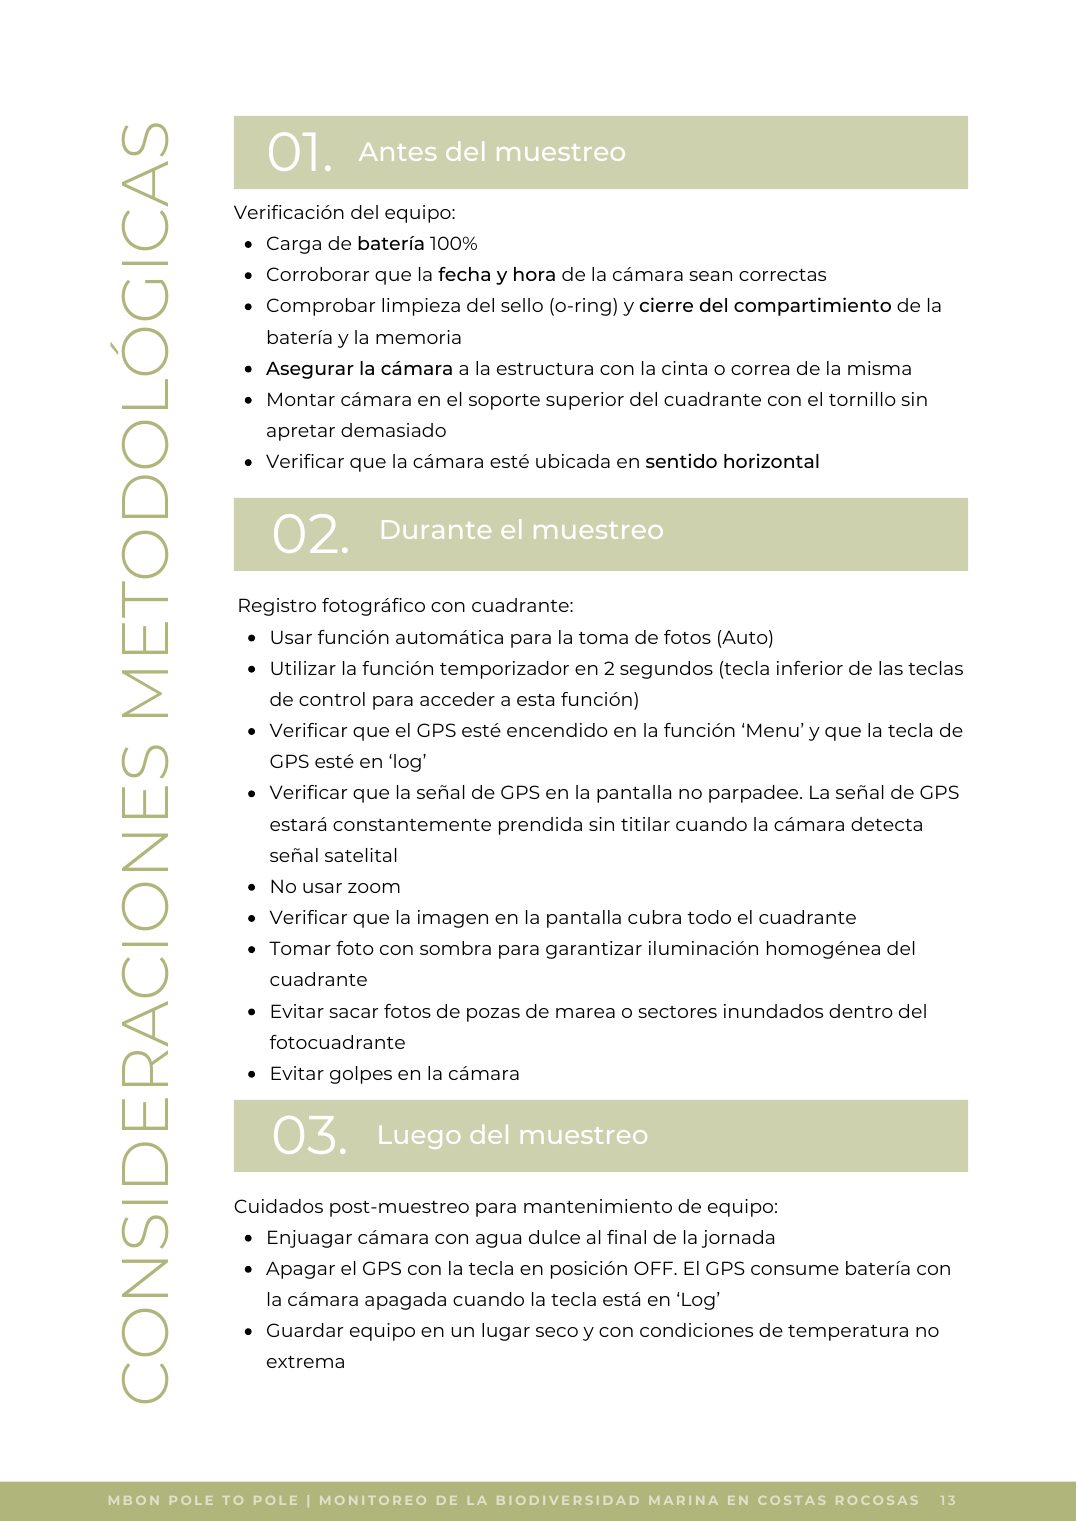 CONSIDERACIONES METODOLÓGICAS
01. Antes del muestreo
Verificación del equipo:
• Carga de batería 100%
• Corroborar que la fecha y hora de la cámara sean correctas
• Comprobar limpieza del sello (o-ring) y cierre del compartimiento de la
batería y la memoria
• Asegurar la cámara a la estructura con la cinta o correa de la misma
• Montar cámara en el soporte superior del cuadrante con el tornillo sin
apretar demasiado
• Verificar que la cámara esté ubicada en sentido horizontal
02. Durante el muestreo
Registro fotográfico con cuadrante:
• Usar función automática para la toma de fotos (Auto)
• Utilizar la función temporizador en 2 segundos (tecla inferior de las teclas
de control para acceder a esta función)
• Verificar que el GPS esté encendido en la función ‘Menu’ y que la tecla de
GPS esté en ‘log’
• Verificar que la señal de GPS en la pantalla no parpadee. La señal de GPS
estará constantemente prendida sin titilar cuando la cámara detecta
señal satelital
• No usar zoom
• Verificar que la imagen en la pantalla cubra todo el cuadrante
• Tomar foto con sombra para garantizar iluminación homogénea del
cuadrante
• Evitar sacar fotos de pozas de marea o sectores inundados dentro del
fotocuadrante
• Evitar golpes en la cámara
03. Luego del muestreo
Cuidados post-muestreo para mantenimiento de equipo:
• Enjuagar cámara con agua dulce al final de la jornada
• Apagar el GPS con la tecla en posición OFF. El GPS consume batería con
la cámara apagada cuando la tecla está en ‘Log’
• Guardar equipo en un lugar seco y con condiciones de temperatura no
extrema
MBON POLE TO POLE | MONITOREO DE LA BIODIVERSIDAD MARINA EN COSTAS ROCOSAS 13